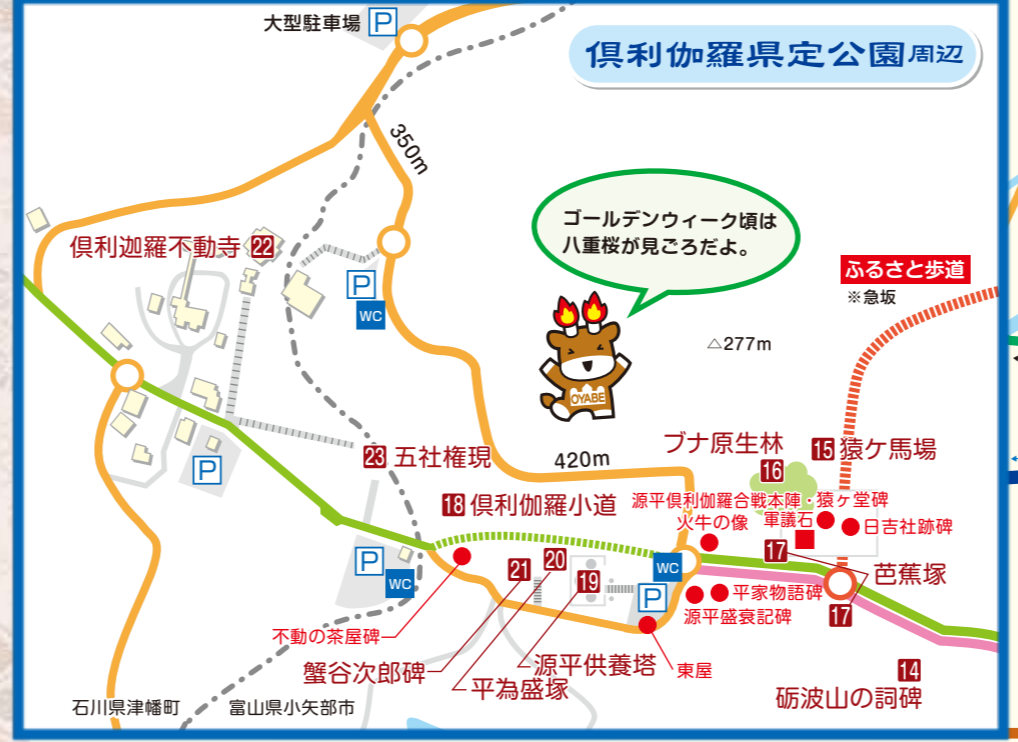 大型駐車場 P
倶利伽羅県定公園周辺
350m
ゴールデンウィーク頃は
八重桜が見ごろだよ。
倶利迦羅不動寺 22
ふるさと歩道
※急坂
P
WC
△277m
OYABE
ブナ原生林
16
15 猿ケ馬場
23 五社権現
420m
P
18 倶利伽羅小道
源平倶利伽羅合戦本陣・猿ヶ堂碑
火牛の像
軍議石
日吉社跡碑
17
芭蕉塚
P
WC
21
20
19
WC
P
平家物語碑
源平盛衰記碑
17
不動の茶屋碑
蟹谷次郎碑
平為盛塚
源平供養塔
東屋
14
砺波山の詞碑
石川県津幡町
富山県小矢部市